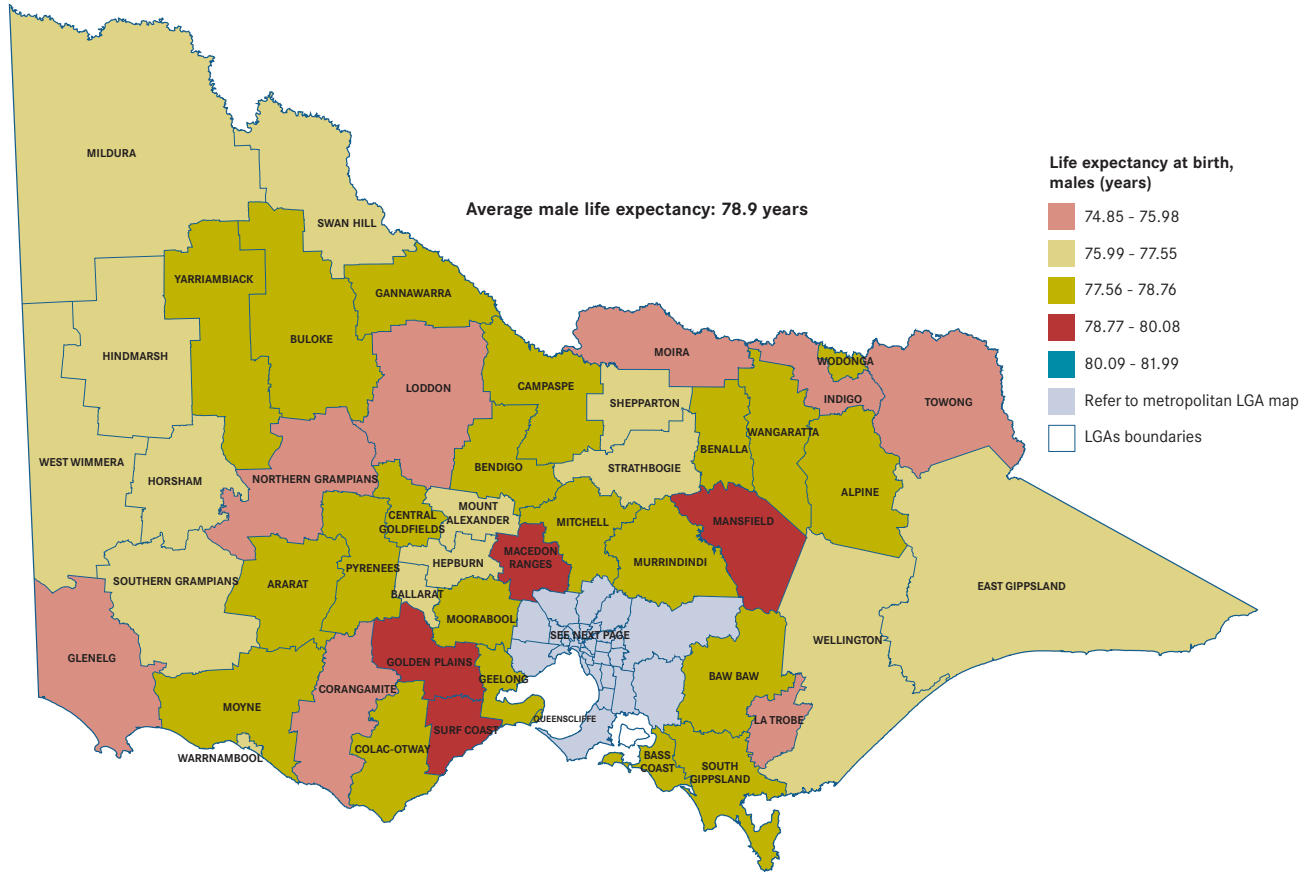 MILDURA
SWAN HILL
Average male life expectancy: 78.9 years
Life expectancy at birth,
males (years)
74.85 - 75.98
75.99 - 77.55
77.56 - 78.76
78.77 - 80.08
80.09 - 81.99
Refer to metropolitan LGA map
LGAs boundaries
YARRIAMBIACK
GANNAWARRA
BULOKE
HINDMARSH
MOIRA
WODONGA
LODDON
CAMPASPE
SHEPPARTON
INDIGO
TOWONG
WANGARATTA
BENALLA
WEST WIMMERA
HORSHAM
NORTHERN GRAMPIANS
BENDIGO
STRATHBOGIE
ALPINE
MOUNT
ALEXANDER
CENTRAL
GOLDFIELDS
MITCHELL
MANSFIELD
MACEDON
RANGES
HEPBURN
MURRINDINDI
PYRENEES
SOUTHERN GRAMPIANS
ARARAT
EAST GIPPSLAND
BALLARAT
MOORABOOL
SEE NEXT PAGE
WELLINGTON
GLENELG
GOLDEN PLAINS
GEELONG
BAW BAW
CORANGAMITE
MOYNE
QUEENSCLIFFE
LA TROBE
SURF COAST
COLAC-OTWAY
WARRNAMBOOL
BASS
COAST
SOUTH
GIPPSLAND